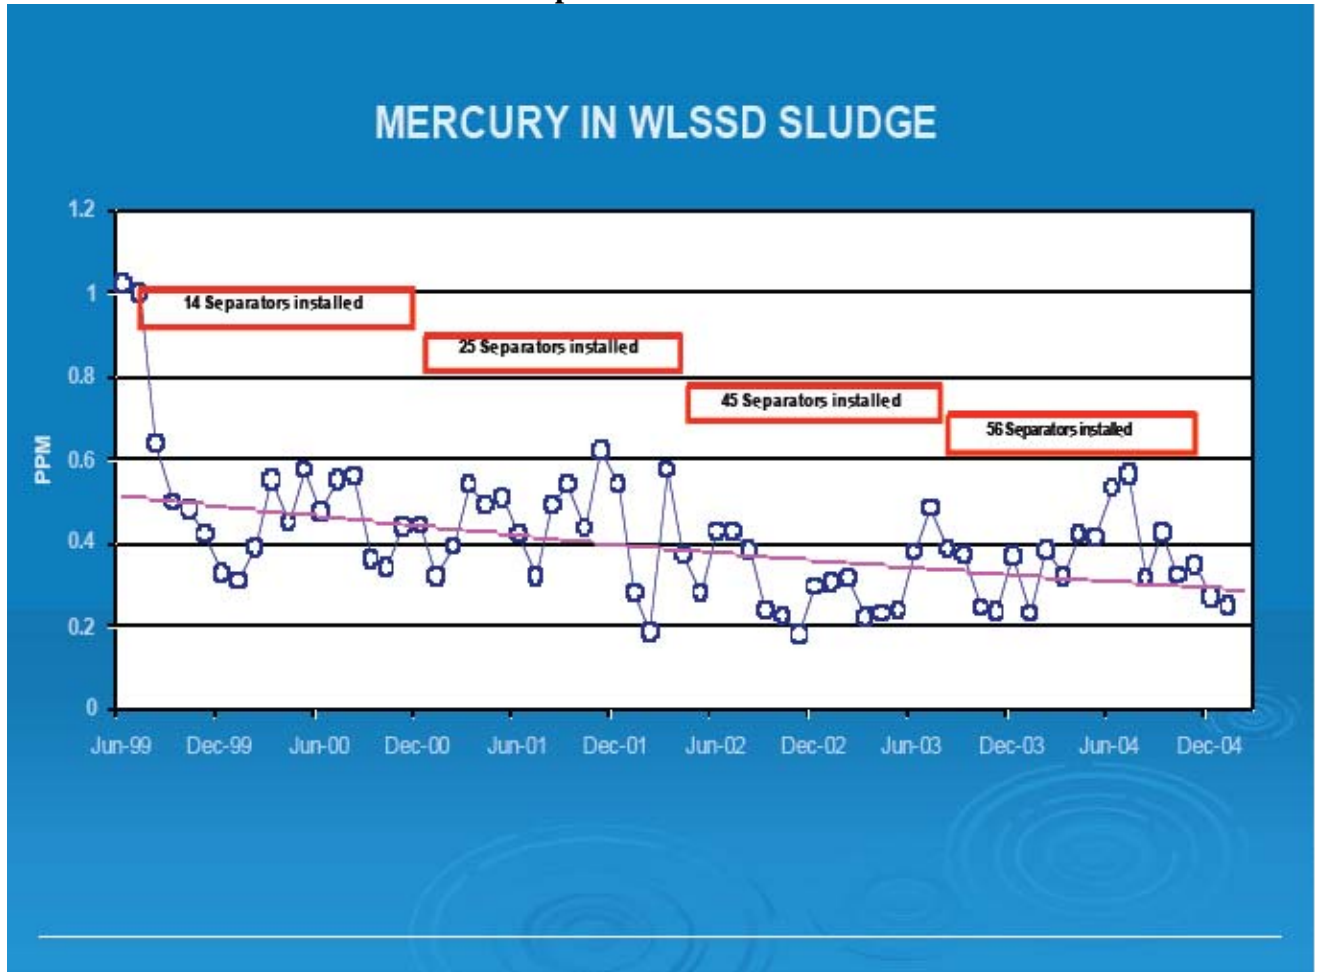 MERCURY IN WLSSD SLUDGE
1.2
1
0.8
0.6
0.4
0.2
0
PPM
14 Separators installed
25 Separators installed
45 Separators installed
56 Separators installed
Jun-99 Dec-99 Jun-00 Dec-00 Jun-01 Dec-01 Jun-02 Dec-02 Jun-03 Dec-03 Jun-04 Dec-04